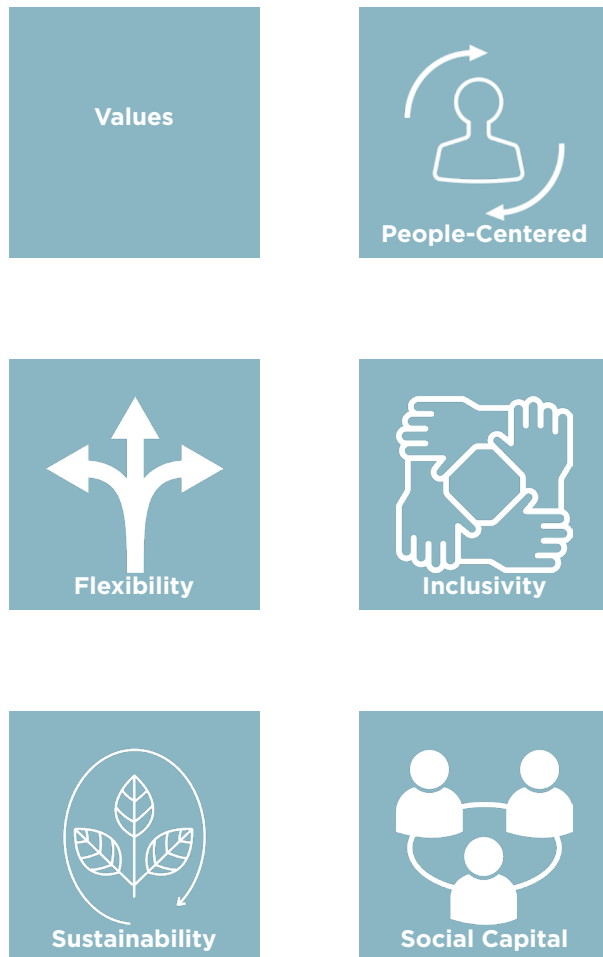 Values
People-Centered
Flexibility
Inclusivity
Sustainability
Social Capital